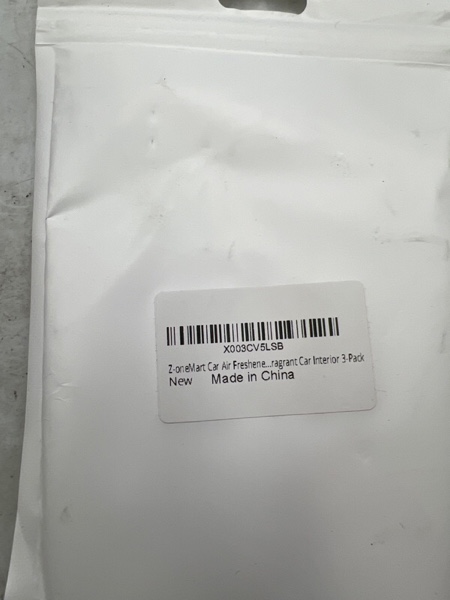 X003CV5LSB
Z-oneMart Car Air Freshene...ragrant Car Interior 3-Pack
New Made in China